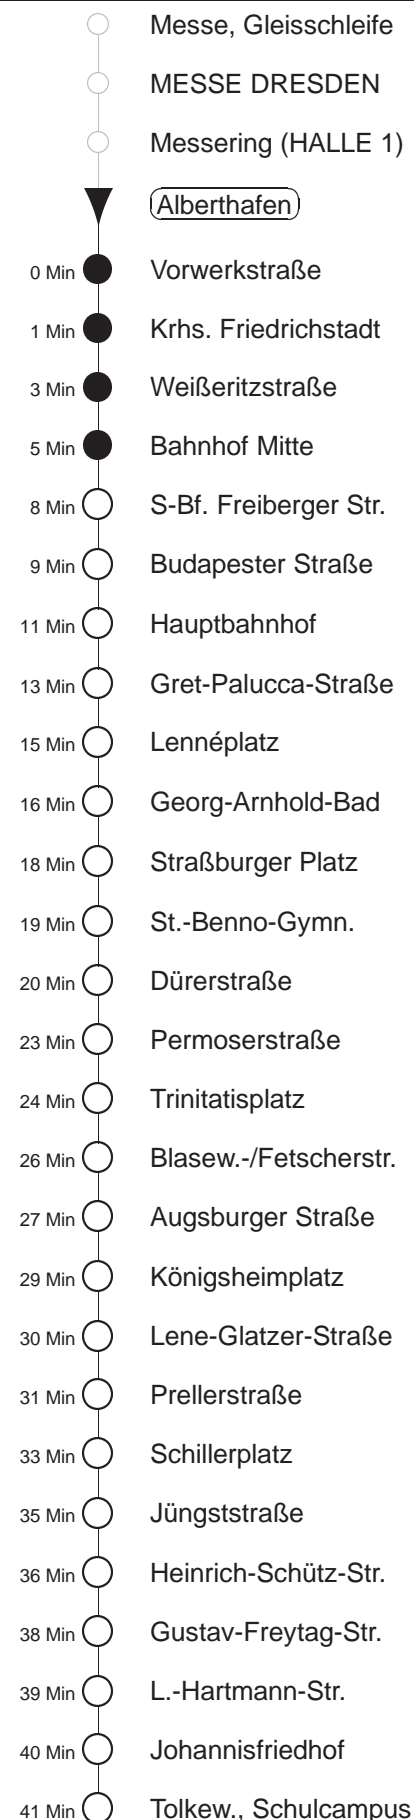 Messe, Gleisschleife
MESSE DRESDEN
Messering (HALLE 1)
Alberthafen
0 Min Vorwerkstraße
1 Min Krhs. Friedrichstadt
3 Min Weißeritzstraße
5 Min Bahnhof Mitte
8 Min S-Bf. Freiberger Str.
9 Min Budapester Straße
11 Min Hauptbahnhof
13 Min Gret-Palucca-Straße
15 Min Lennéplatz
16 Min Georg-Arnhold-Bad
18 Min Straßburger Platz
19 Min St.-Benno-Gymn.
20 Min Dürerstraße
23 Min Permoserstraße
24 Min Trinitatisplatz
26 Min Blasew.-/Fetscherstr.
27 Min Augsburger Straße
29 Min Königsheimplatz
30 Min Lene-Glatzer-Straße
31 Min Prellerstraße
33 Min Schillerplatz
35 Min Jüngststraße
36 Min Heinrich-Schütz-Str.
38 Min Gustav-Freytag-Str.
39 Min L.-Hartmann-Str.
40 Min Johannisfriedhof
41 Min Tolkew., Schulcampus